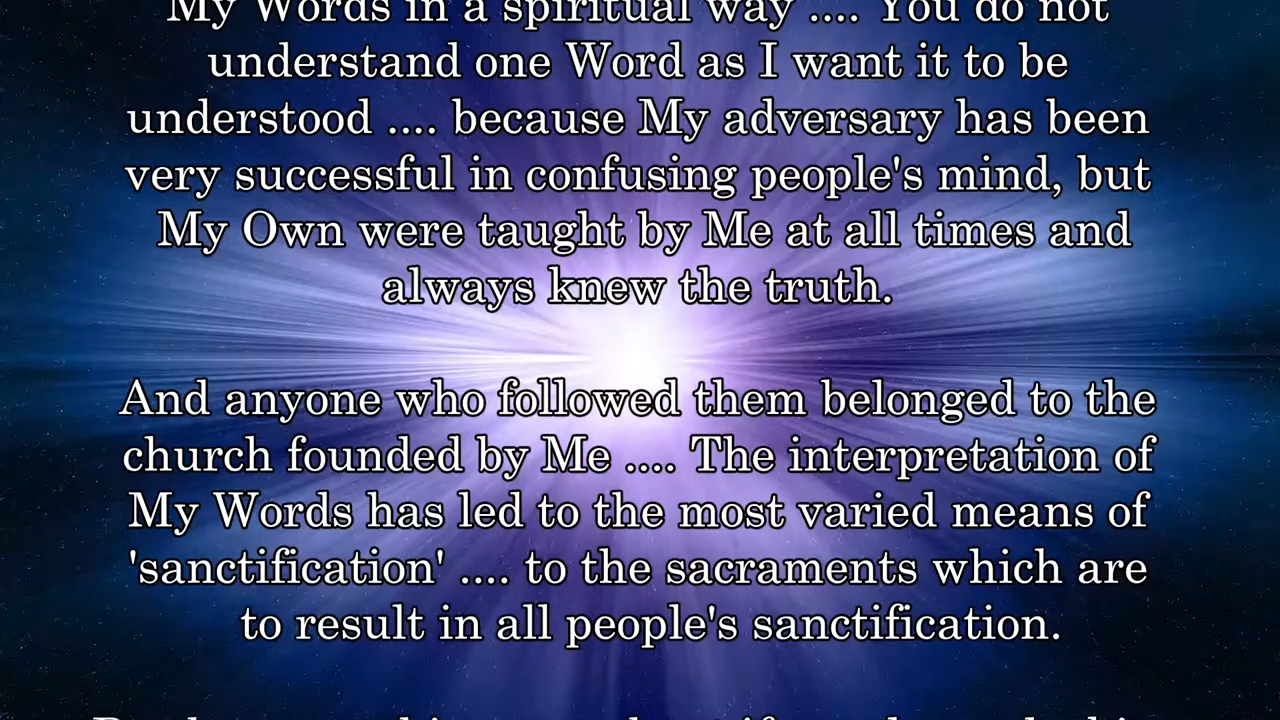 My Words in a spiritual way .... You do not
understand one Word as I want it to be
understood .... because My adversary has been
very successful in confusing people's mind, but
My Own were taught by Me at all times and
always knew the truth.
And anyone who followed them belonged to the
church founded by Me .... The interpretation of
My Words has led to the most varied means of
'sanctification' .... to the sacraments which are
to result in all people's sanctification.